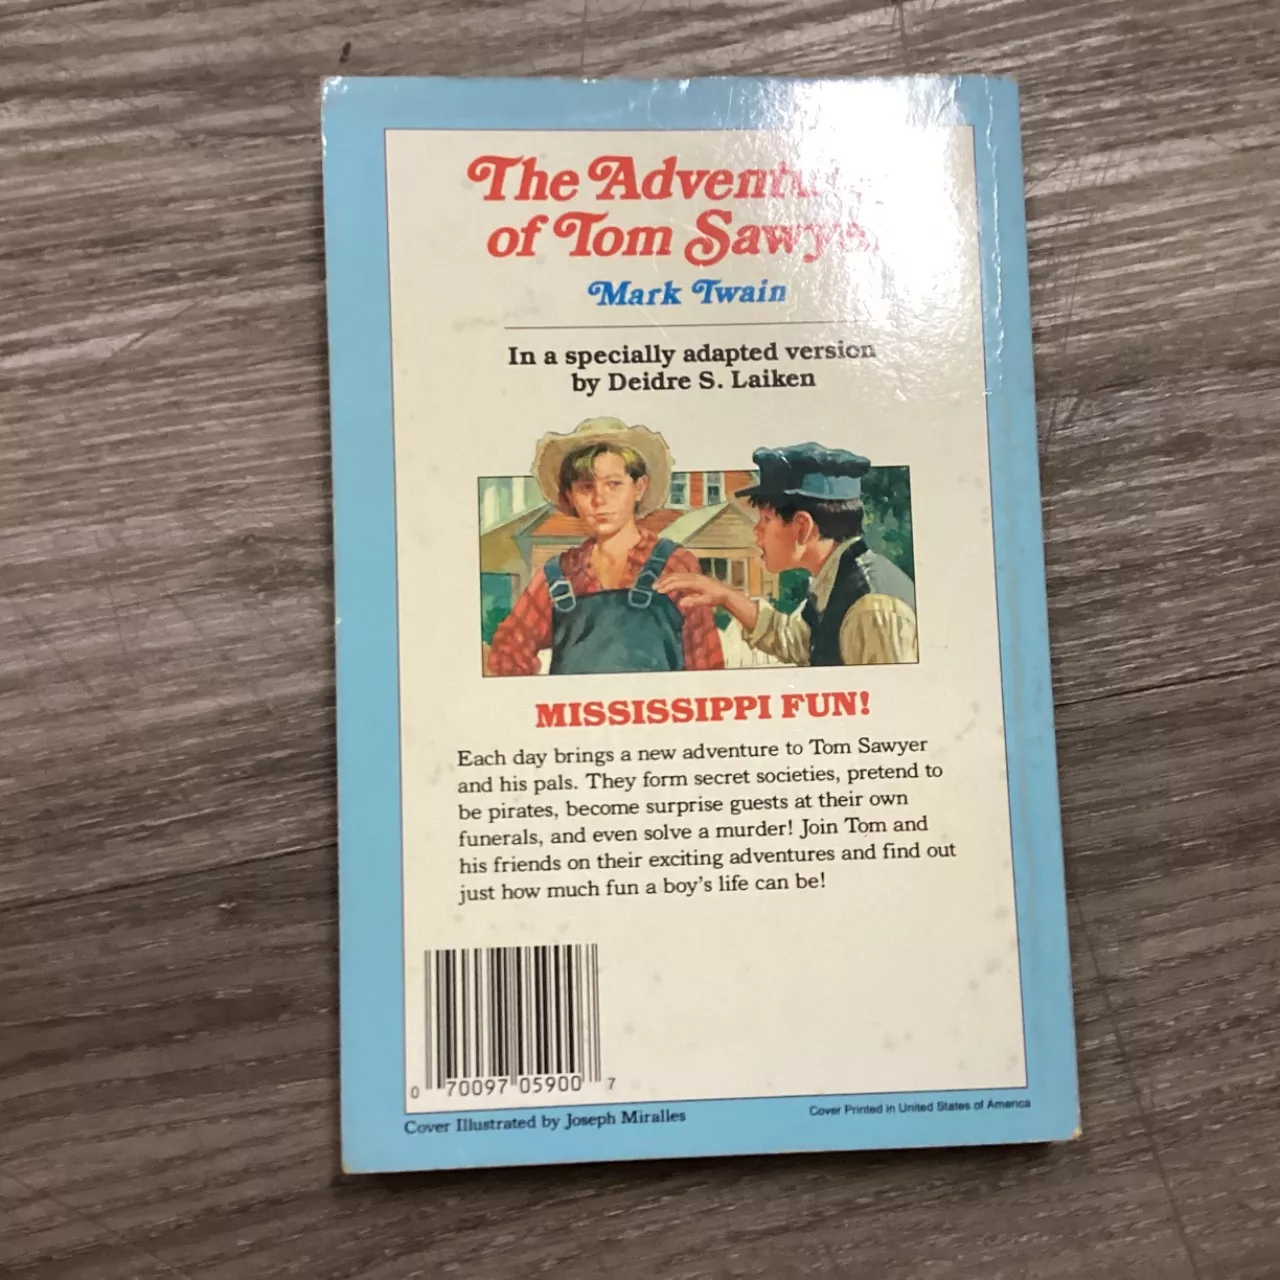 The Adventures
of Tom Sawyer
Mark Twain
In a specially adapted version
by Deidre S. Laiken
MISSISSIPPI FUN!
Each day brings a new adventure to Tom Sawyer
and his pals. They form secret societies, pretend to
be pirates, become surprise guests at their own
funerals, and even solve a murder! Join Tom and
his friends on their exciting adventures and find out
just how much fun a boy's life can be!
0 70097 05900 7
Cover Illustrated by Joseph Miralles
Cover Printed in United States of America